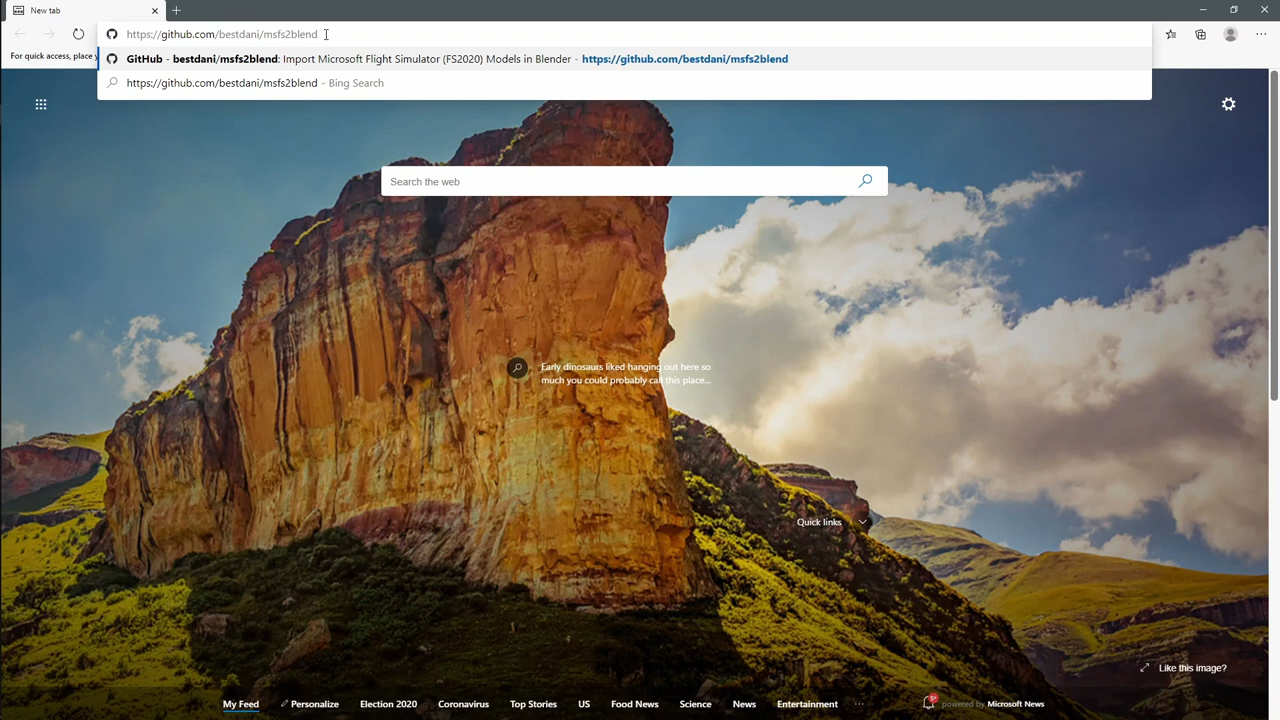 New tab
https://github.com/bestdani/msfs2blend
For quick access, place y
GitHub - bestdani/msfs2blend: Import Microsoft Flight Simulator (FS2020) Models in Blender - https://github.com/bestdani/msfs2blend
https://github.com/bestdani/msfs2blend - Bing Search
Search the web
Early dinosaurs liked hanging out here so
much you could probably call this place...
Quick links
Like this image?
My Feed Personalize Election 2020 Coronavirus Top Stories US Food News Science News Entertainment ... 5+ powered by Microsoft News